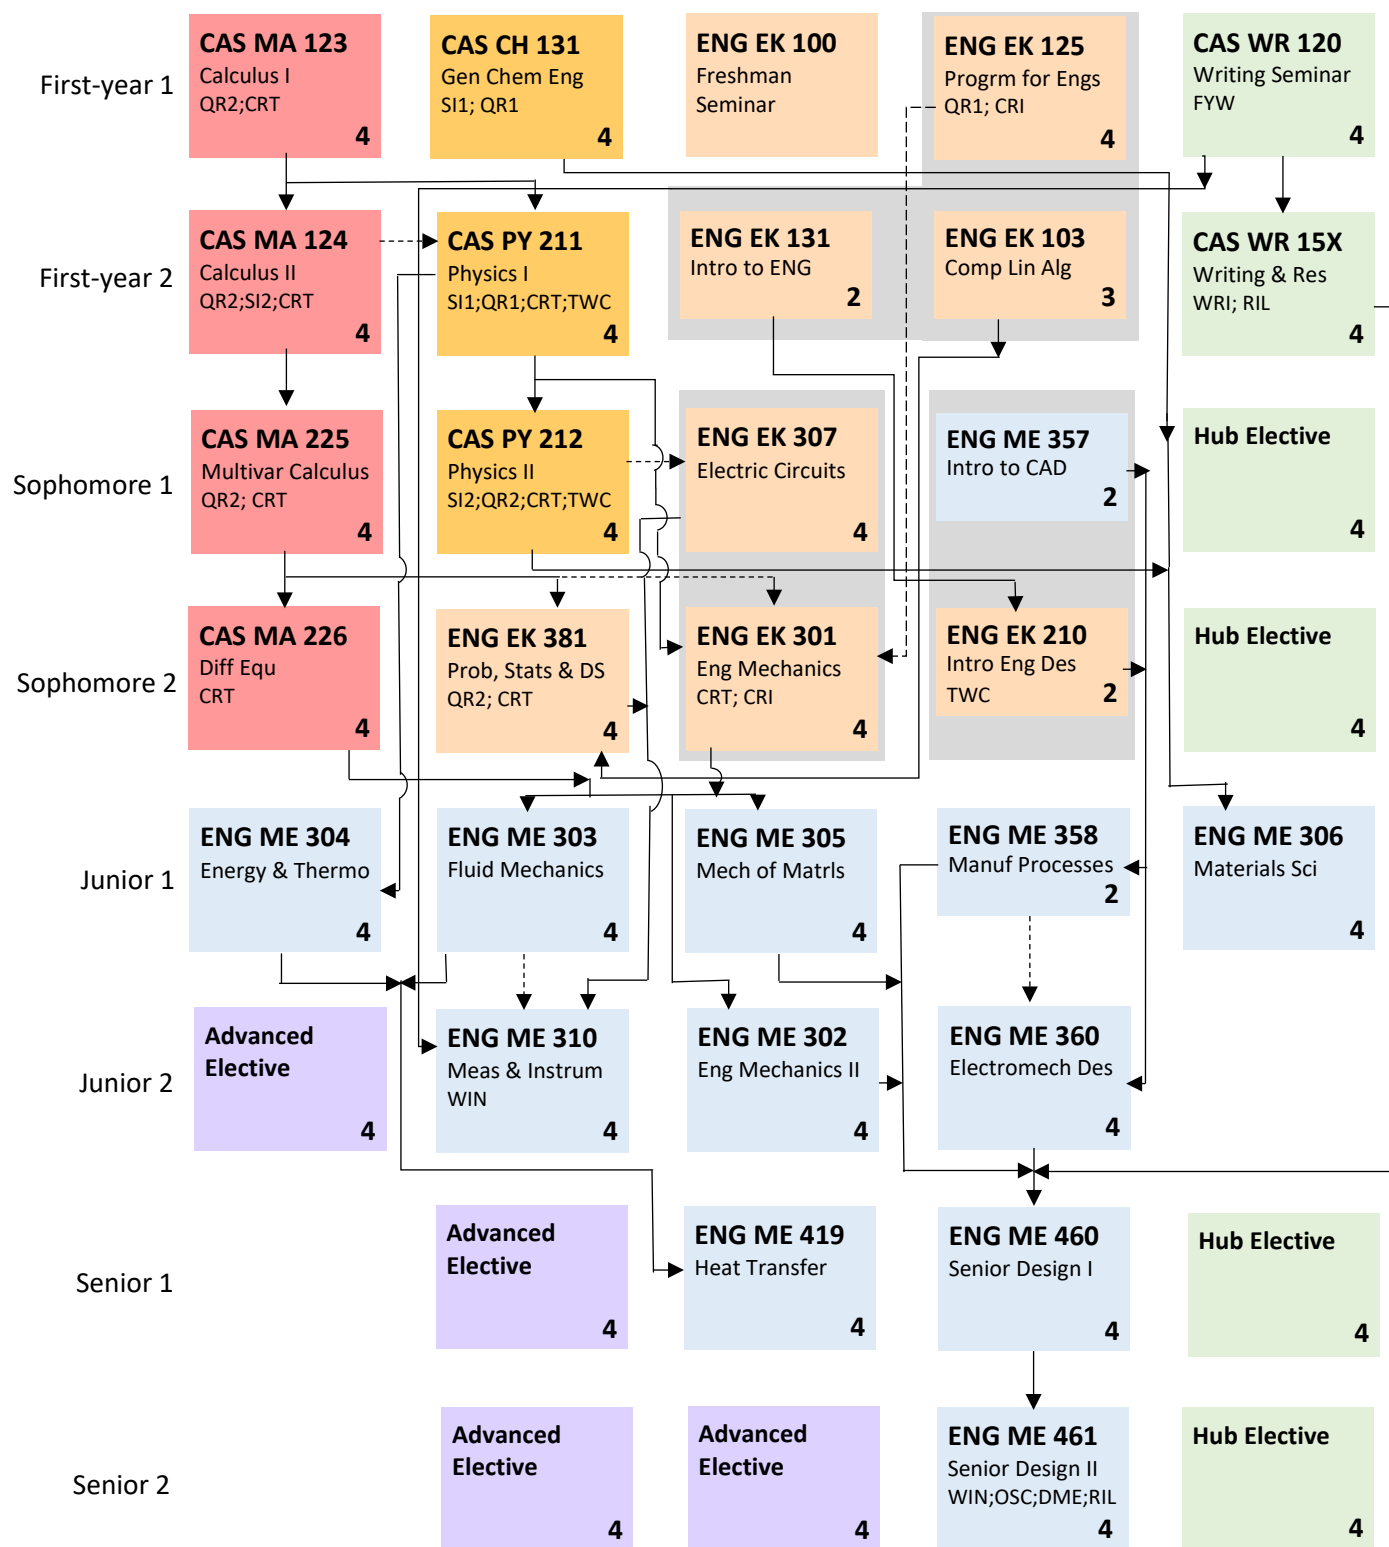 First-year 1
CAS MA 123
Calculus I
QR2;CRT
4
CAS CH 131
Gen Chem Eng
SI1; QR1
4
ENG EK 100
Freshman
Seminar
ENG EK 125
Progrm for Engs
QR1; CRI
4
CAS WR 120
Writing Seminar
FYW
4
First-year 2
CAS MA 124
Calculus II
QR2;SI2;CRT
4
CAS PY 211
Physics I
SI1;QR1;CRT;TWC
4
ENG EK 131
Intro to ENG
2
ENG EK 103
Comp Lin Alg
3
CAS WR 15X
Writing & Res
WRI; RIL
4
Sophomore 1
CAS MA 225
Multivar Calculus
QR2; CRT
4
CAS PY 212
Physics II
SI2;QR2;CRT;TWC
4
ENG EK 307
Electric Circuits
4
ENG ME 357
Intro to CAD
2
Hub Elective
4
Sophomore 2
CAS MA 226
Diff Equ
CRT
4
ENG EK 381
Prob, Stats & DS
QR2; CRT
4
ENG EK 301
Eng Mechanics
CRT; CRI
4
ENG EK 210
Intro Eng Des
TWC
2
Hub Elective
4
Junior 1
ENG ME 304
Energy & Thermo
4
ENG ME 303
Fluid Mechanics
4
ENG ME 305
Mech of Matrls
4
ENG ME 358
Manuf Processes
2
ENG ME 306
Materials Sci
4
Junior 2
Advanced
Elective
4
ENG ME 310
Meas & Instrum
WIN
4
ENG ME 302
Eng Mechanics II
4
ENG ME 360
Electromech Des
4
Senior 1
Advanced
Elective
4
ENG ME 419
Heat Transfer
4
ENG ME 460
Senior Design I
4
Hub Elective
4
Senior 2
Advanced
Elective
4
Advanced
Elective
4
ENG ME 461
Senior Design II
WIN;OSC;DME;RIL
4
Hub Elective
4